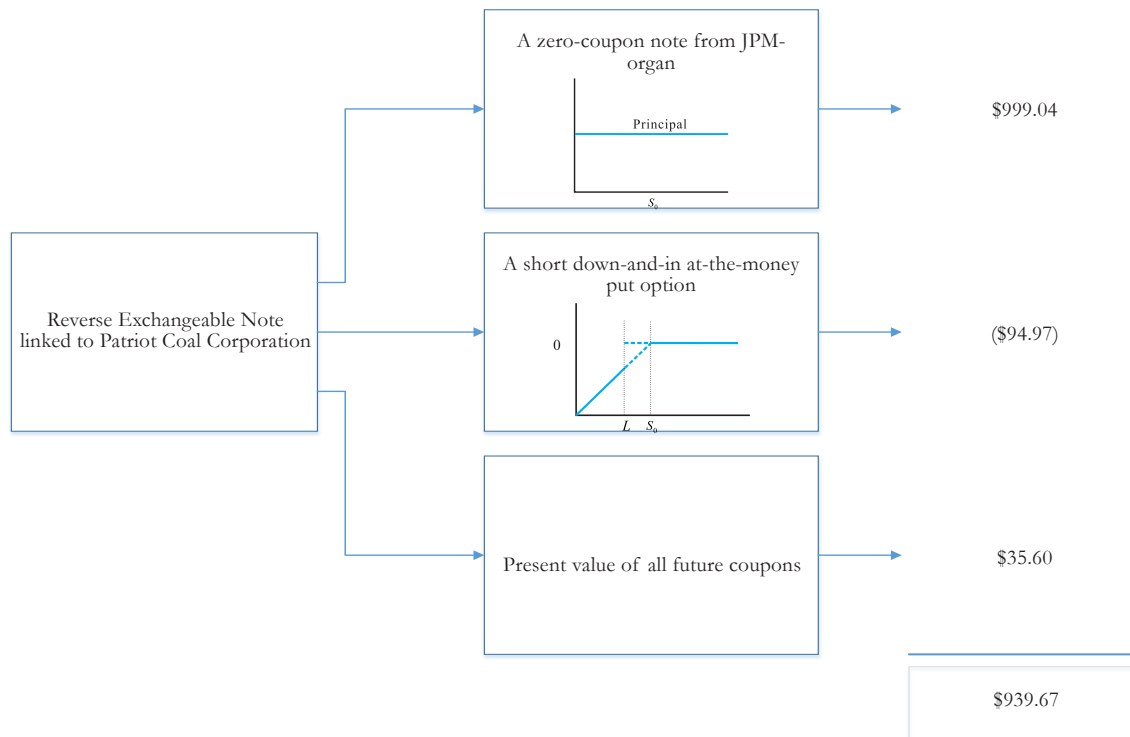 A zero-coupon note from JPM-
organ
Principal
S₀
$999.04
Reverse Exchangeable Note
linked to Patriot Coal Corporation
A short down-and-in at-the-money
put option
0
L S₀
($94.97)
Present value of all future coupons
$35.60
$939.67